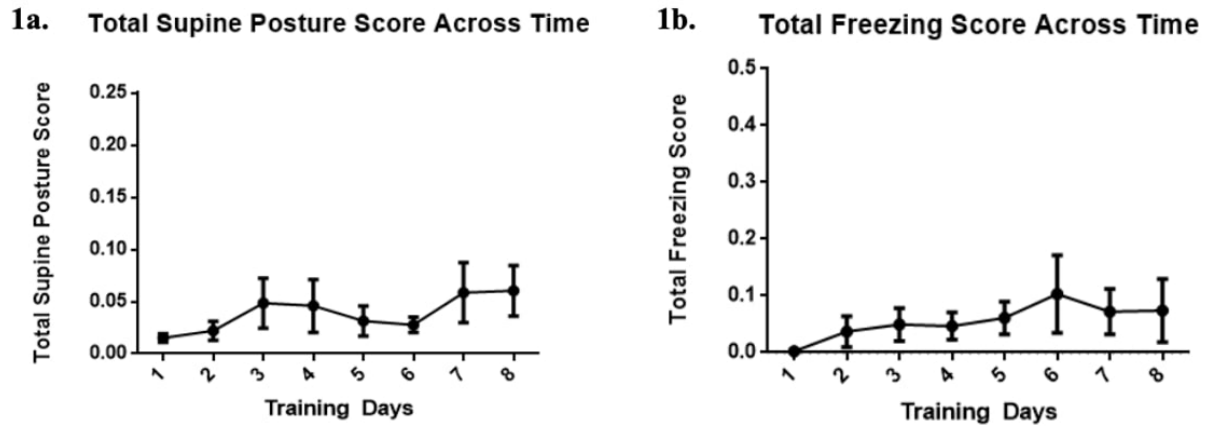 1a. Total Supine Posture Score Across Time
Total Supine Posture Score
0.25
0.20
0.15
0.10
0.05
0.00
1 2 3 4 5 6 7 8
Training Days
1b. Total Freezing Score Across Time
Total Freezing Score
0.5
0.4
0.3
0.2
0.1
0.0
1 2 3 4 5 6 7 8
Training Days